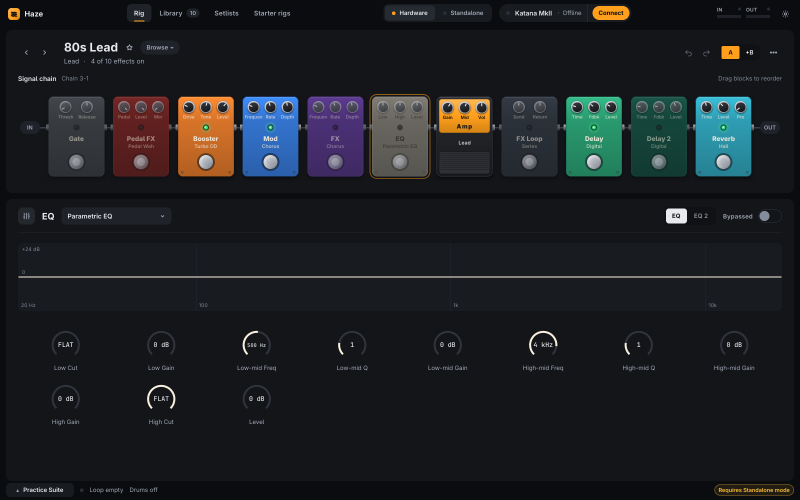 Haze
Rig Library 10 Setlists Starter rigs
Hardware Standalone
Katana MkII · Offline Connect
IN OUT
80s Lead Browse
Lead · 4 of 10 effects on
A +B
Signal chain Chain 3-1 Drag blocks to reorder
IN OUT
Thresh Release
Gate
Pedal Level Mix
Pedal FX
Pedal Wah
Drive Tone Level
Booster
Turbo OD
Frequen Rate Depth
Mod
Chorus
Frequen Rate Depth
FX
Chorus
Low High Level
EQ
Parametric EQ
Gain Mid Vol
Amp
Lead
Send Return
FX Loop
Series
Time Fdbk Level
Delay
Digital
Time Fdbk Level
Delay 2
Digital
Time Level Pre
Reverb
Hall
EQ Parametric EQ EQ EQ 2 Bypassed
+24 dB
0
20 Hz 100 1k 10k
FLAT 0 dB 500 Hz 1 0 dB 4 kHz 1 0 dB
Low Cut Low Gain Low-mid Freq Low-mid Q Low-mid Gain High-mid Freq High-mid Q High-mid Gain
0 dB FLAT 0 dB
High Gain High Cut Level
Practice Suite Loop empty Drums off Requires Standalone mode